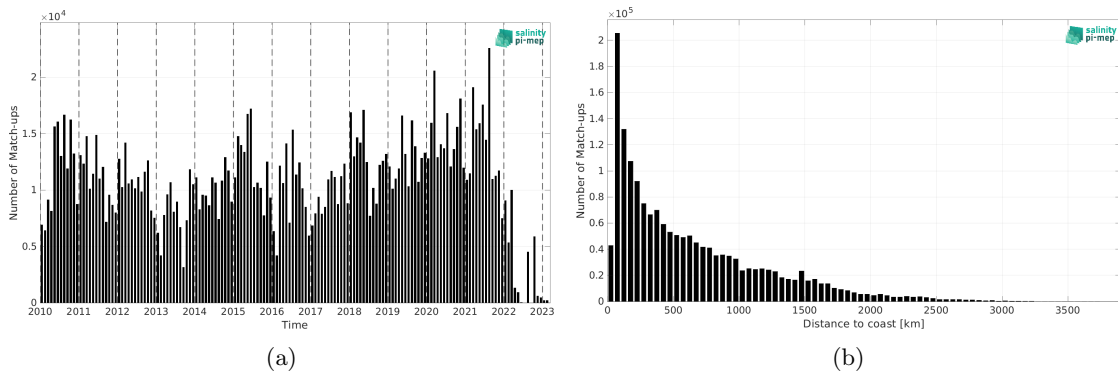 ×10⁴
salinity
pi-mep
2
1.5
1
0.5
0
Number of Match-ups
2010 2011 2012 2013 2014 2015 2016 2017 2018 2019 2020 2021 2022 2023
Time
(a)
×10⁵
salinity
pi-mep
2
1.8
1.6
1.4
1.2
1
0.8
0.6
0.4
0.2
0
Number of Match-ups
0 500 1000 1500 2000 2500 3000 3500
Distance to coast [km]
(b)